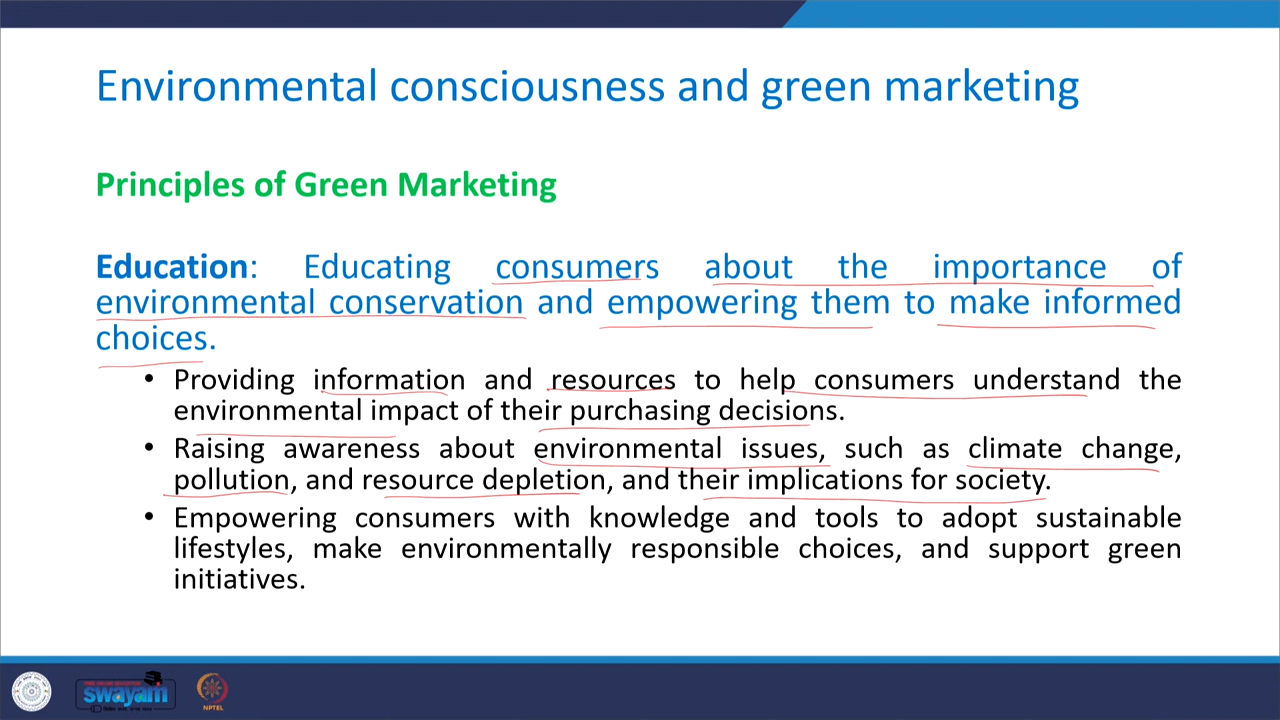 Environmental consciousness and green marketing
Principles of Green Marketing
Education: Educating consumers about the importance of
environmental conservation and empowering them to make informed
choices.
• Providing information and resources to help consumers understand the
environmental impact of their purchasing decisions.
• Raising awareness about environmental issues, such as climate change,
pollution, and resource depletion, and their implications for society.
• Empowering consumers with knowledge and tools to adopt sustainable
lifestyles, make environmentally responsible choices, and support green
initiatives.
swayam
NPTEL